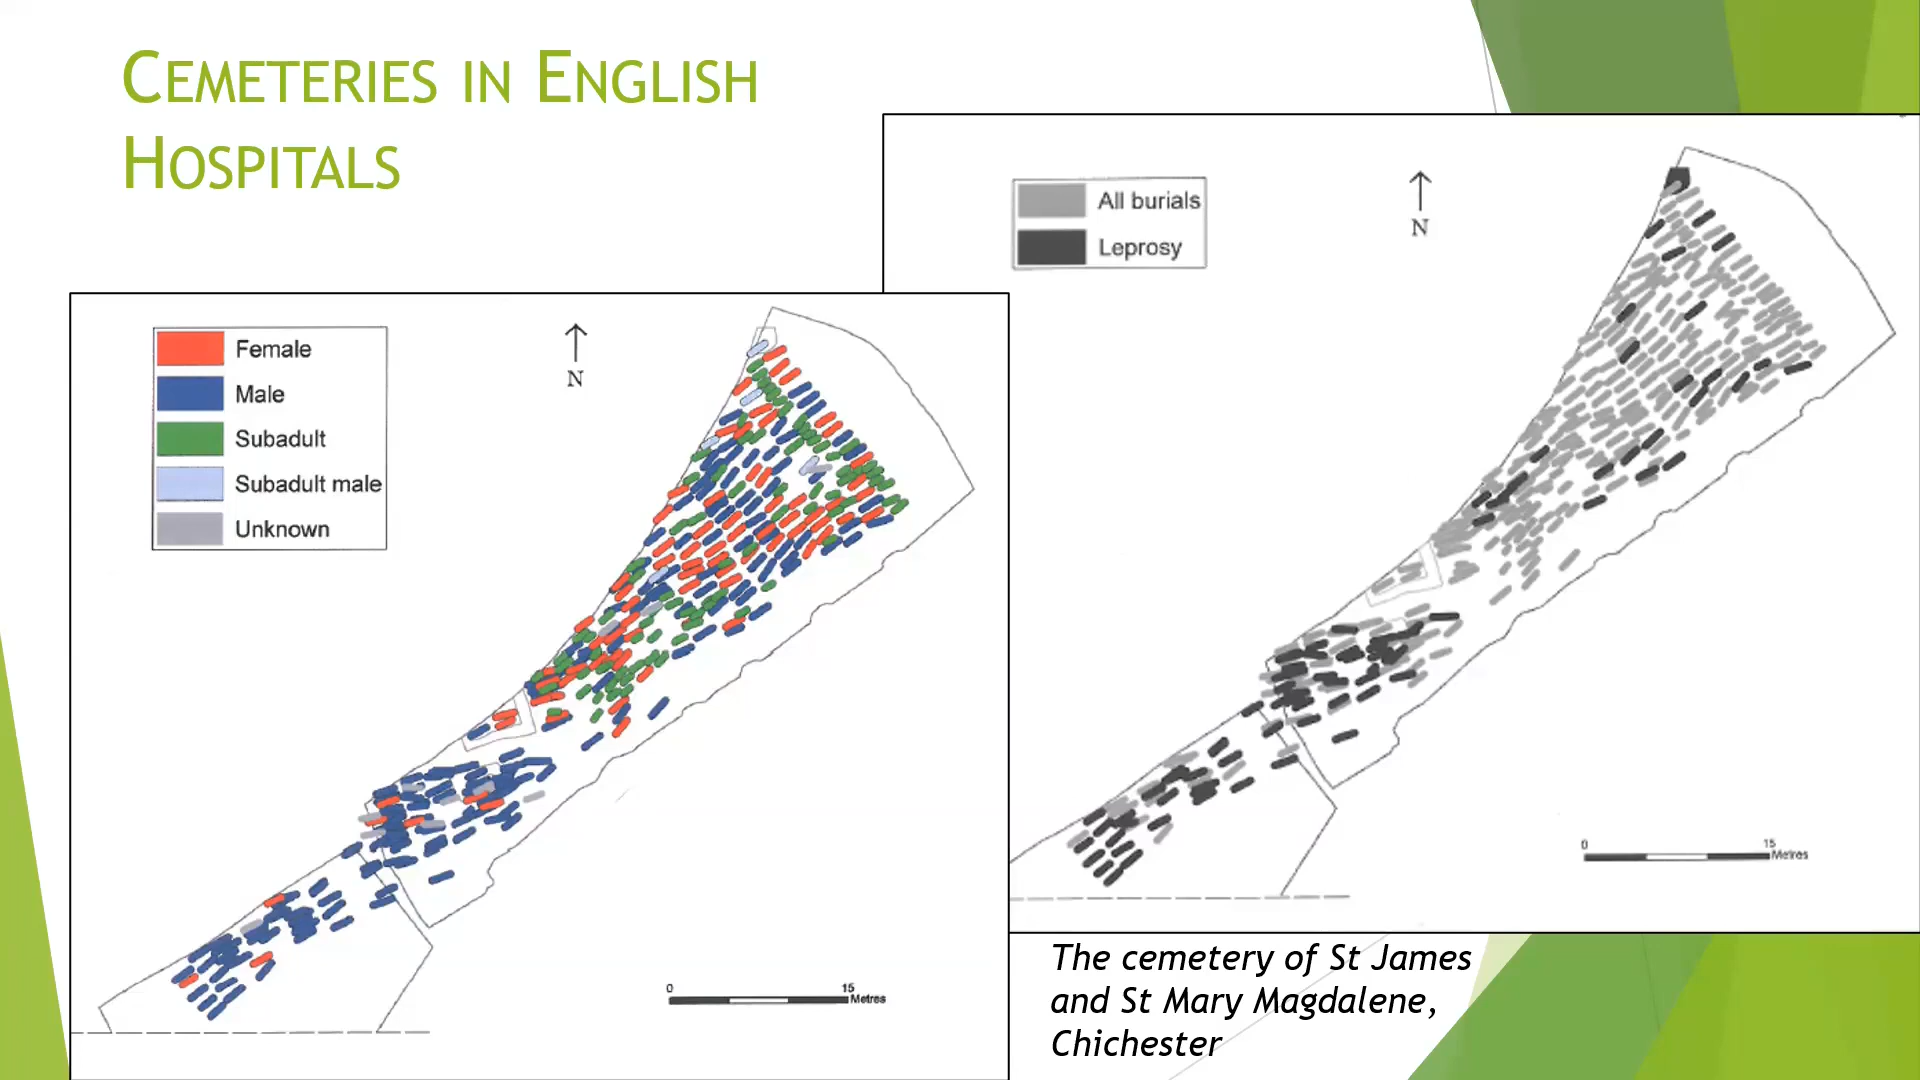 CEMETERIES IN ENGLISH
HOSPITALS
Female
Male
Subadult
Subadult male
Unknown
N
0 15
Metres
All burials
Leprosy
N
0 15
Metres
The cemetery of St James
and St Mary Magdalene,
Chichester